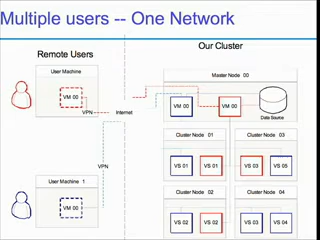 Multiple users -- One Network
Remote Users
Our Cluster
User Machine
Master Node 00
VM 00
VPN
Internet
VM 00
VM 00
Data Source
Cluster Node 01
Cluster Node 03
VPN
VS 01
VS 01
VS 03
VS 05
User Machine 1
Cluster Node 02
Cluster Node 04
VM 00
VS 02
VS 02
VS 03
VS 04